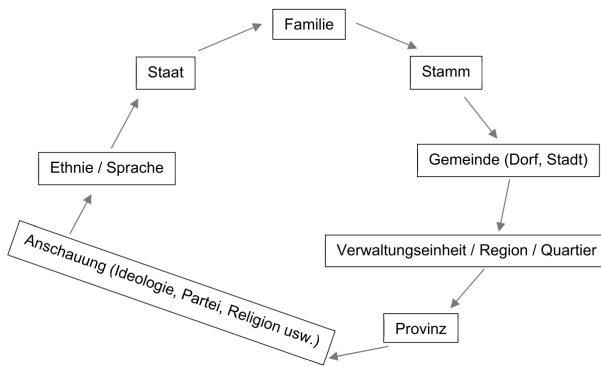 Familie
Stamm
Gemeinde (Dorf, Stadt)
Verwaltungseinheit / Region / Quartier
Provinz
Anschauung (Ideologie, Partei, Religion usw.)
Ethnie / Sprache
Staat